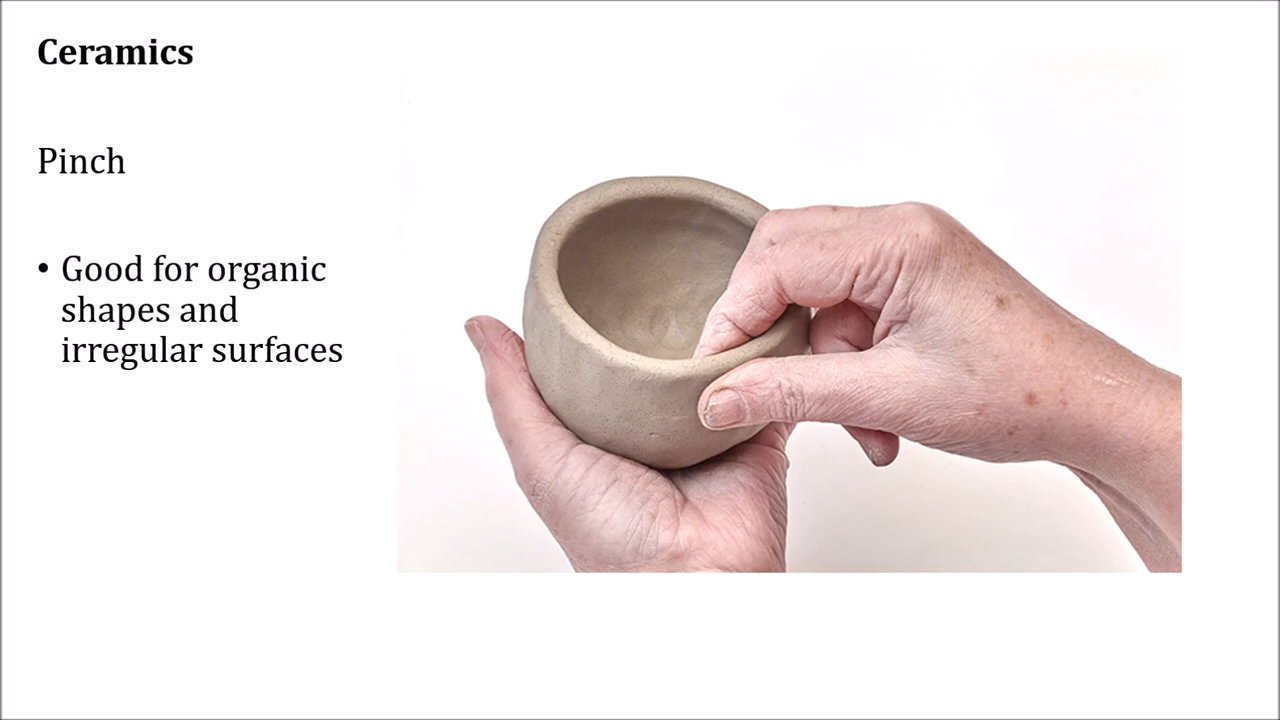 Ceramics
Pinch
• Good for organic
shapes and
irregular surfaces